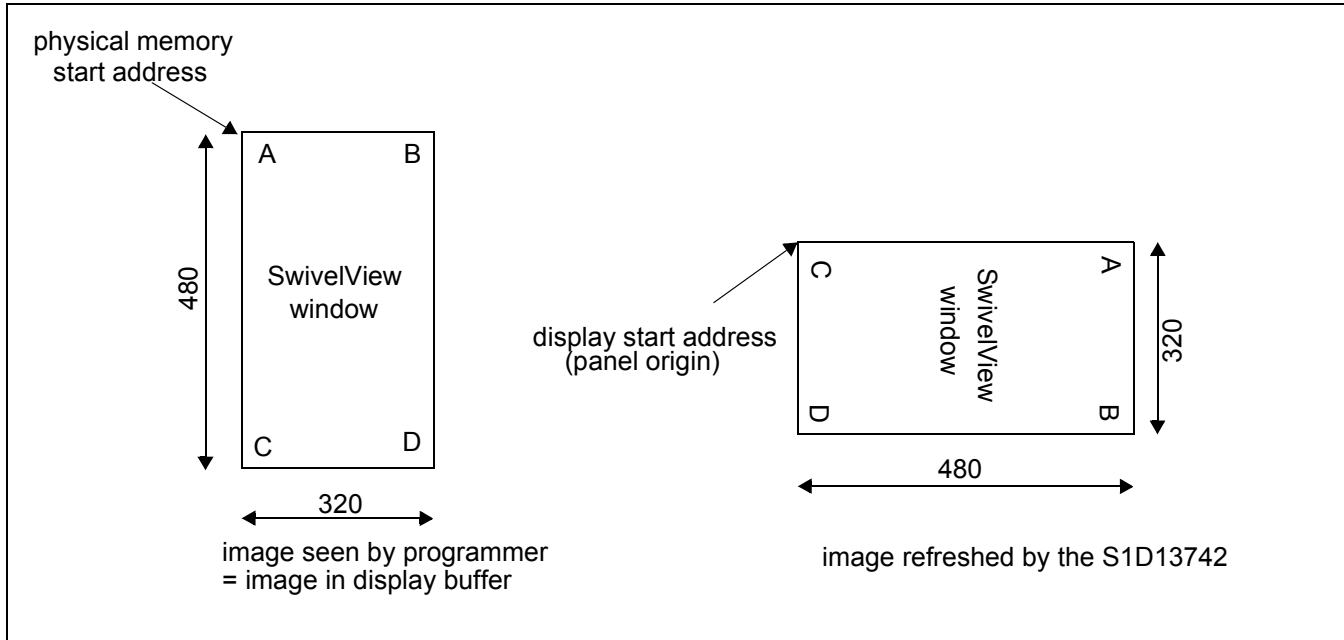 physical memory
start address
A B
480
SwivelView
window
C D
320
image seen by programmer
= image in display buffer
display start address
(panel origin)
C A
SwivelView
window
D B
320
480
image refreshed by the S1D13742